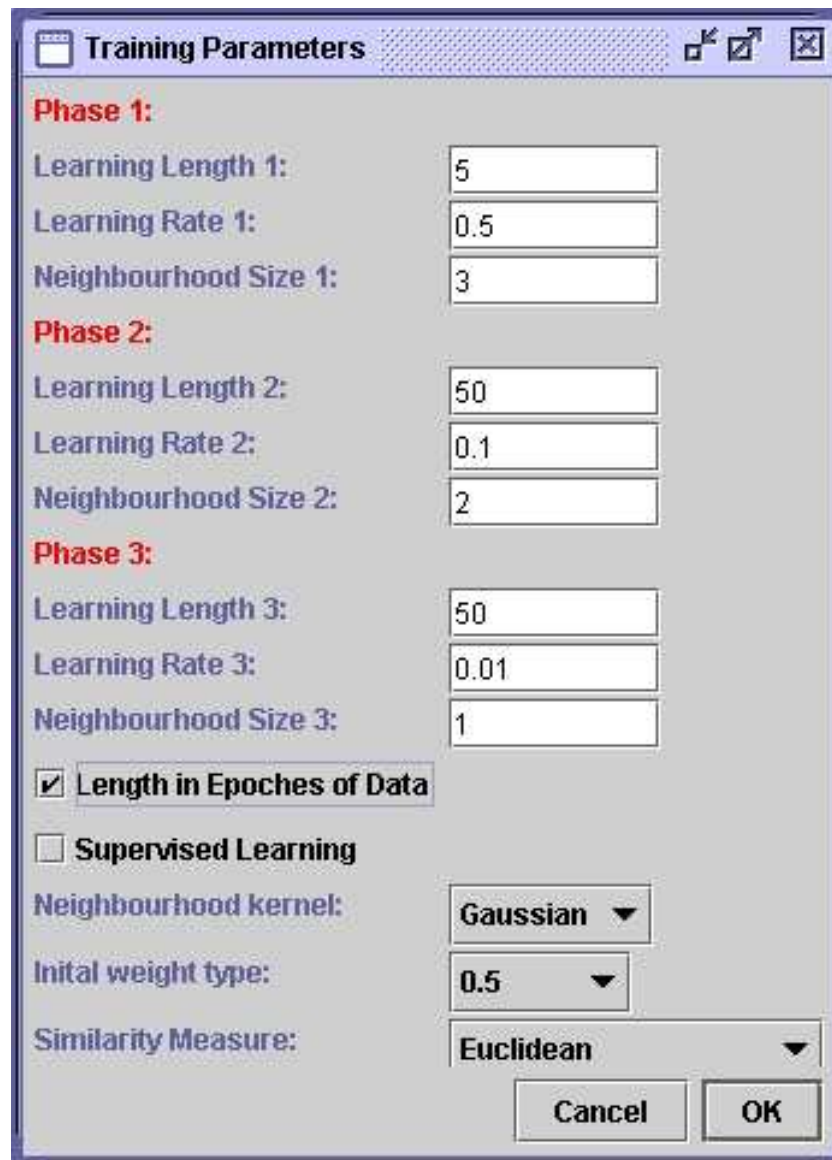 Training Parameters
Phase 1:
Learning Length 1: 5
Learning Rate 1: 0.5
Neighbourhood Size 1: 3
Phase 2:
Learning Length 2: 50
Learning Rate 2: 0.1
Neighbourhood Size 2: 2
Phase 3:
Learning Length 3: 50
Learning Rate 3: 0.01
Neighbourhood Size 3: 1
Length in Epoches of Data
Supervised Learning
Neighbourhood kernel: Gaussian
Inital weight type: 0.5
Similarity Measure: Euclidean
Cancel OK